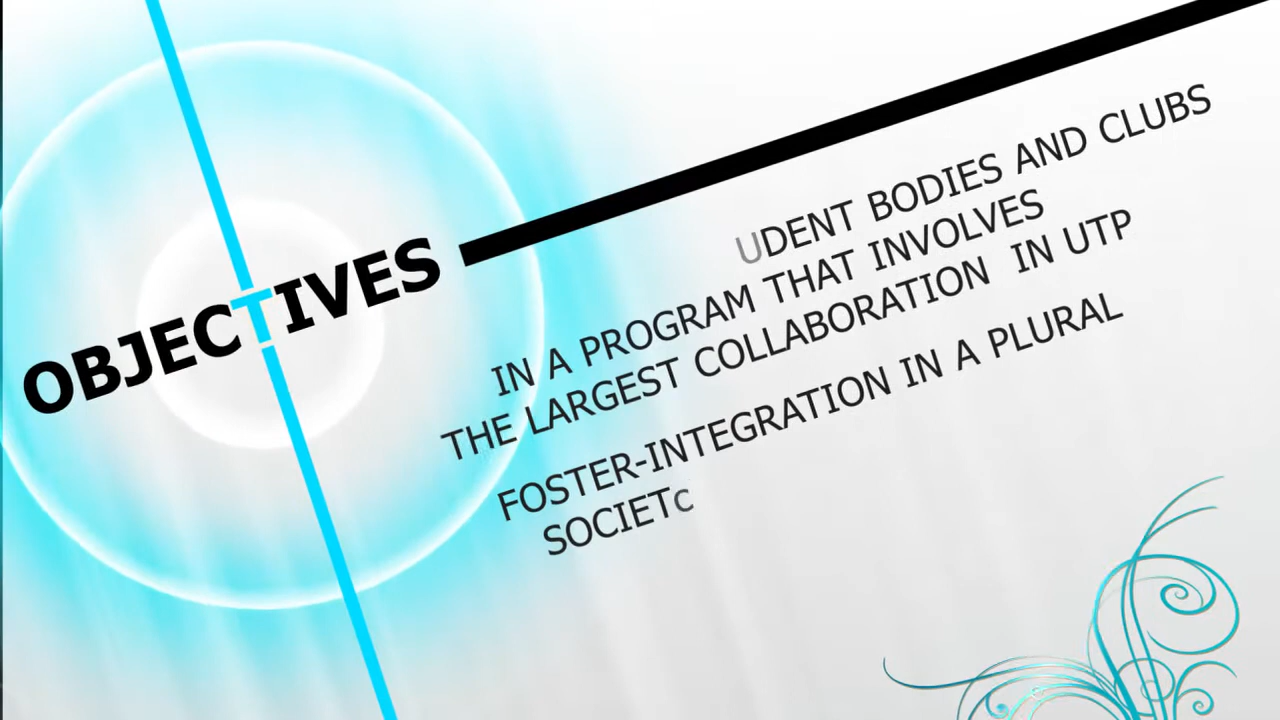 OBJECTIVES
UDENT BODIES AND CLUBS
IN A PROGRAM THAT INVOLVES
THE LARGEST COLLABORATION IN UTP
FOSTER-INTEGRATION IN A PLURAL
SOCIETc